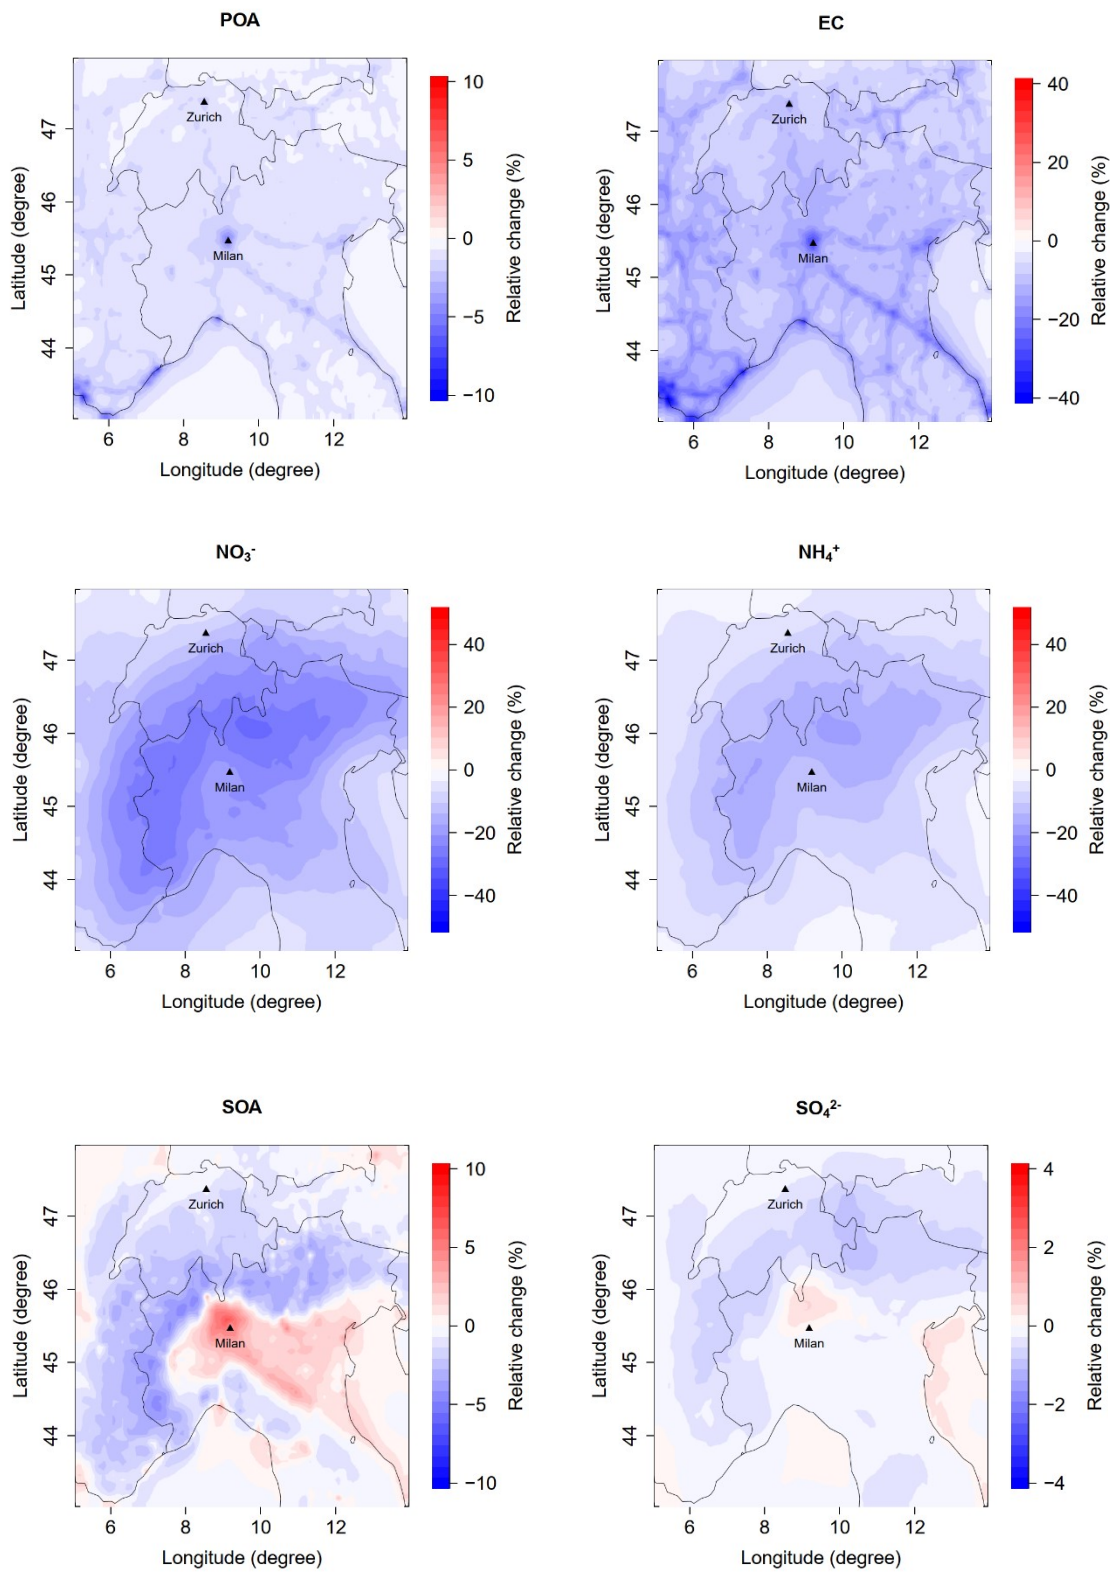 POA
Latitude (degree)
47
46
45
44
6
8
10
12
Longitude (degree)
Zurich
Milan
10
5
0
−5
−10
Relative change (%)
EC
Latitude (degree)
47
46
45
44
6
8
10
12
Longitude (degree)
Zurich
Milan
40
20
0
−20
−40
Relative change (%)
NO₃⁻
Latitude (degree)
47
46
45
44
6
8
10
12
Longitude (degree)
Zurich
Milan
40
20
0
−20
−40
Relative change (%)
NH₄⁺
Latitude (degree)
47
46
45
44
6
8
10
12
Longitude (degree)
Zurich
Milan
40
20
0
−20
−40
Relative change (%)
SOA
Latitude (degree)
47
46
45
44
6
8
10
12
Longitude (degree)
Zurich
Milan
10
5
0
−5
−10
Relative change (%)
SO₄²⁻
Latitude (degree)
47
46
45
44
6
8
10
12
Longitude (degree)
Zurich
Milan
4
2
0
−2
−4
Relative change (%)